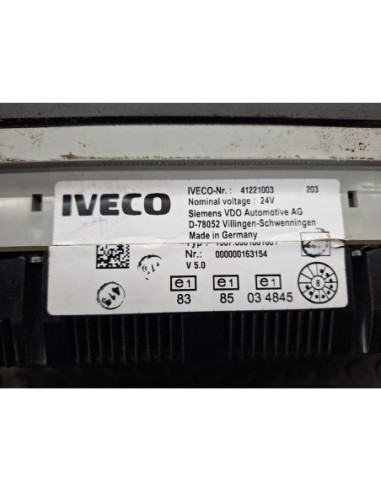 IVECO
IVECO-Nr. : 41221003 203
Nominal voltage : 24V
Siemens VDO Automotive AG
D-78052 Villingen-Schwenningen
Made in Germany
Nr.: 000000163154
V 5.0
e1 e1 e1
83 85 03 4845
8